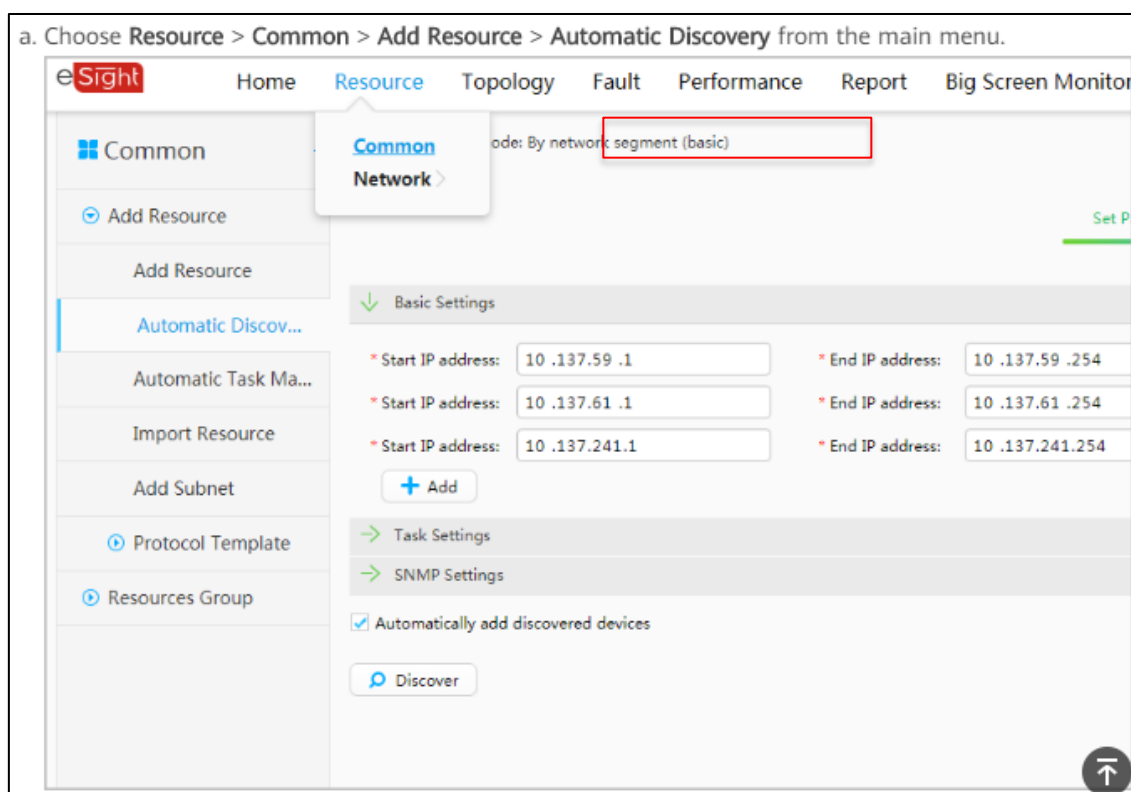 a. Choose Resource > Common > Add Resource > Automatic Discovery from the main menu.
eSight Home Resource Topology Fault Performance Report Big Screen Monitor
Common
Common
Network
ode: By network segment (basic)
Add Resource
Set P
Add Resource
Basic Settings
Automatic Discov...
* Start IP address: 10 .137.59 .1 * End IP address: 10 .137.59 .254
Automatic Task Ma...
* Start IP address: 10 .137.61 .1 * End IP address: 10 .137.61 .254
Import Resource
* Start IP address: 10 .137.241.1 * End IP address: 10 .137.241.254
Add Subnet
+ Add
Protocol Template
Task Settings
SNMP Settings
Resources Group
Automatically add discovered devices
Discover